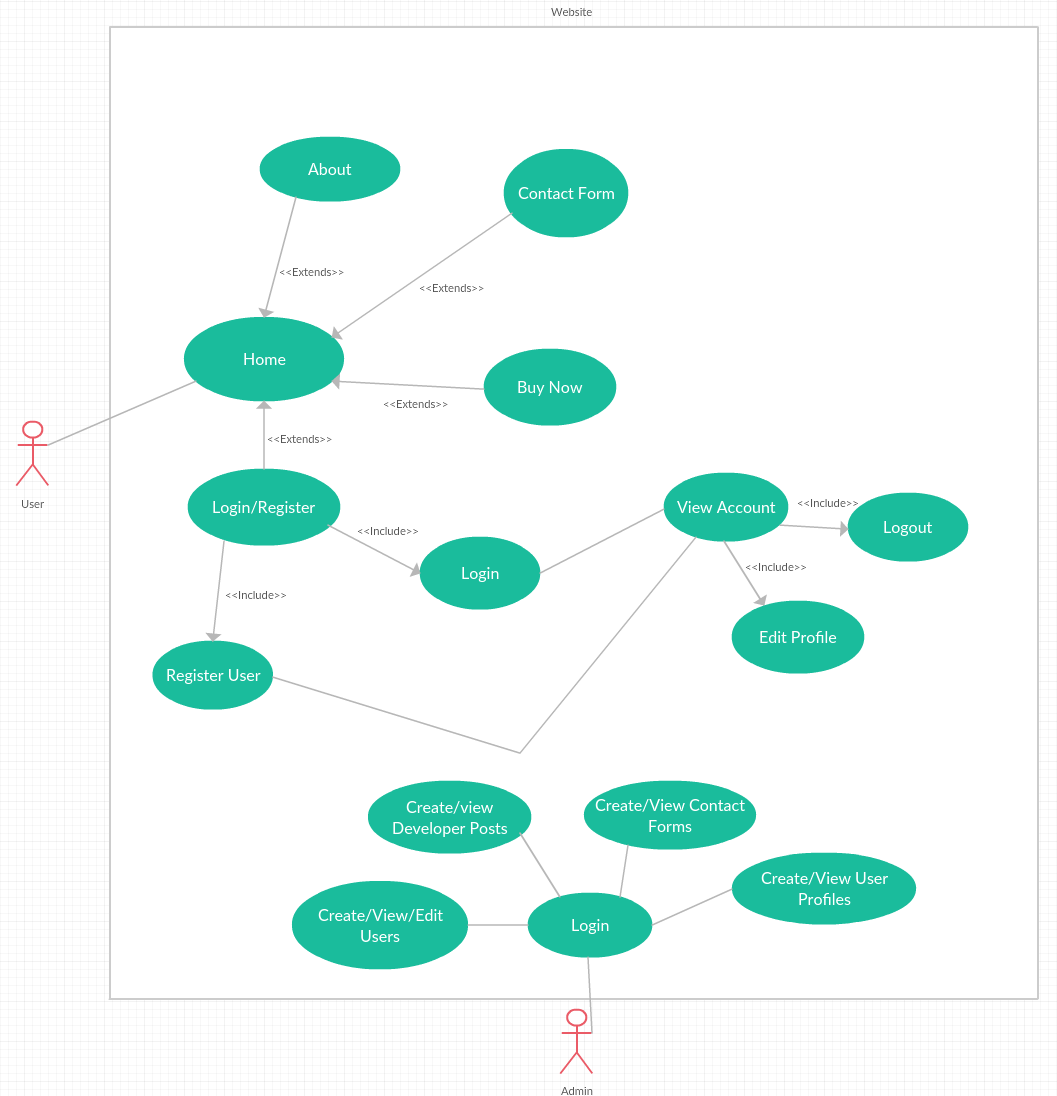 Website
About
Contact Form
<<Extends>>
<<Extends>>
Home
Buy Now
<<Extends>>
<<Extends>>
User
Login/Register
View Account
<<Include>>
Logout
<<Include>>
Login
<<Include>>
<<Include>>
Edit Profile
Register User
Create/view
Developer Posts
Create/View Contact
Forms
Create/View User
Profiles
Create/View/Edit
Users
Login
Admin